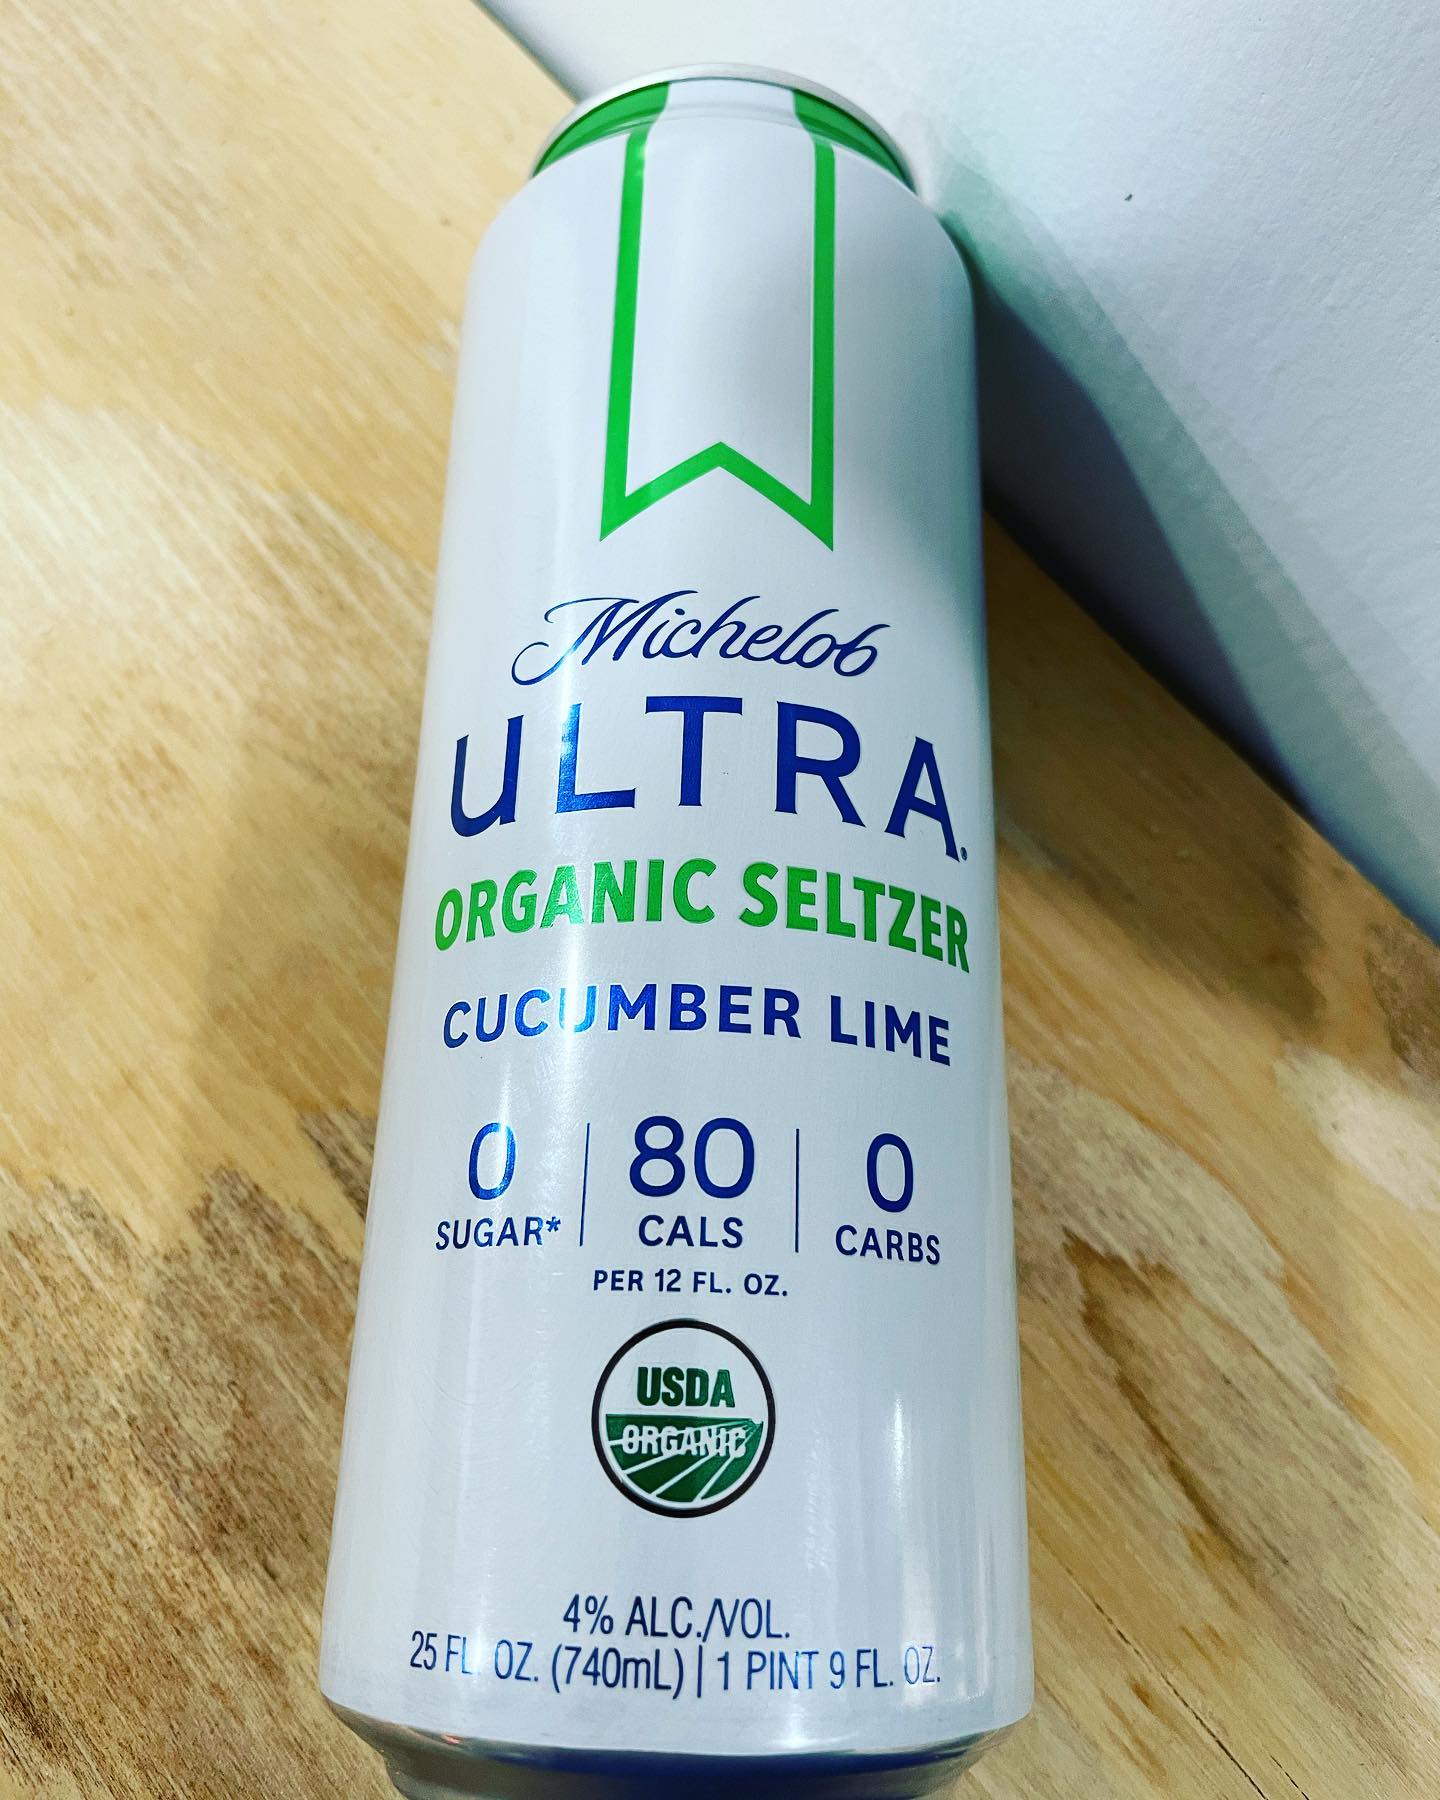 Michelob
ULTRA.
ORGANIC SELTZER
CUCUMBER LIME
0 80 0
SUGAR* CALS CARBS
PER 12 FL. OZ.
USDA
ORGANIC
4% ALC./VOL.
25 FL. OZ. (740mL) | 1 PINT 9 FL. OZ.